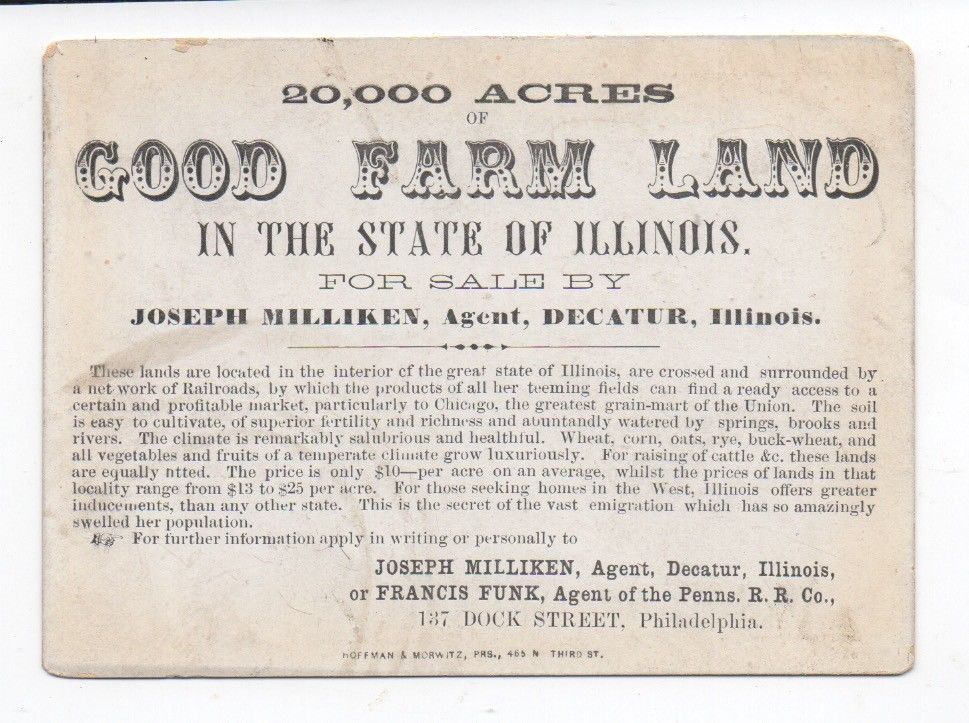 20,000 ACRES
OF
GOOD FARM LAND
IN THE STATE OF ILLINOIS.
FOR SALE BY
JOSEPH MILLIKEN, Agent, DECATUR, Illinois.
These lands are located in the interior cf the great state of Illinois, are crossed and surrounded by
a net work of Railroads, by which the products of all her teeming fields can find a ready access to a
certain and profitable market, particularly to Chicago, the greatest grain-mart of the Union. The soil
is easy to cultivate, of superior fertility and richness and abuntandly watered by springs, brooks and
rivers. The climate is remarkably salubrious and healthful. Wheat, corn, oats, rye, buck-wheat, and
all vegetables and fruits of a temperate climate grow luxuriously. For raising of cattle &c. these lands
are equally fitted. The price is only $10—per acre on an average, whilst the prices of lands in that
locality range from $13 to $25 per acre. For those seeking homes in the West, Illinois offers greater
inducements, than any other state. This is the secret of the vast emigration which has so amazingly
swelled her population.
☞ For further information apply in writing or personally to
JOSEPH MILLIKEN, Agent, Decatur, Illinois,
or FRANCIS FUNK, Agent of the Penns. R. R. Co.,
137 DOCK STREET, Philadelphia.
HOFFMAN & MORWITZ, PRS., 465 N THIRD ST.